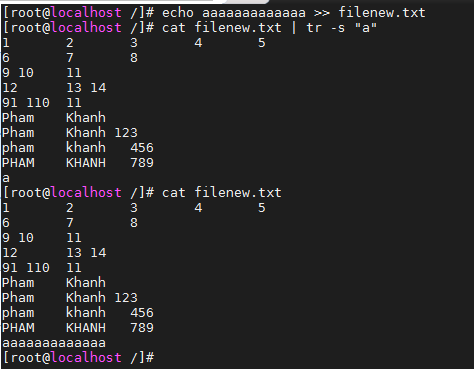 [root@localhost /]# echo aaaaaaaaaaaaa >> filenew.txt
[root@localhost /]# cat filenew.txt | tr -s "a"
1       2       3       4       5
6       7       8
9 10    11
12      13 14
91 110  11
Pham    Khanh
Pham    Khanh 123
pham    khanh   456
PHAM    KHANH   789
a
[root@localhost /]# cat filenew.txt
1       2       3       4       5
6       7       8
9 10    11
12      13 14
91 110  11
Pham    Khanh
Pham    Khanh 123
pham    khanh   456
PHAM    KHANH   789
aaaaaaaaaaaaa
[root@localhost /]#